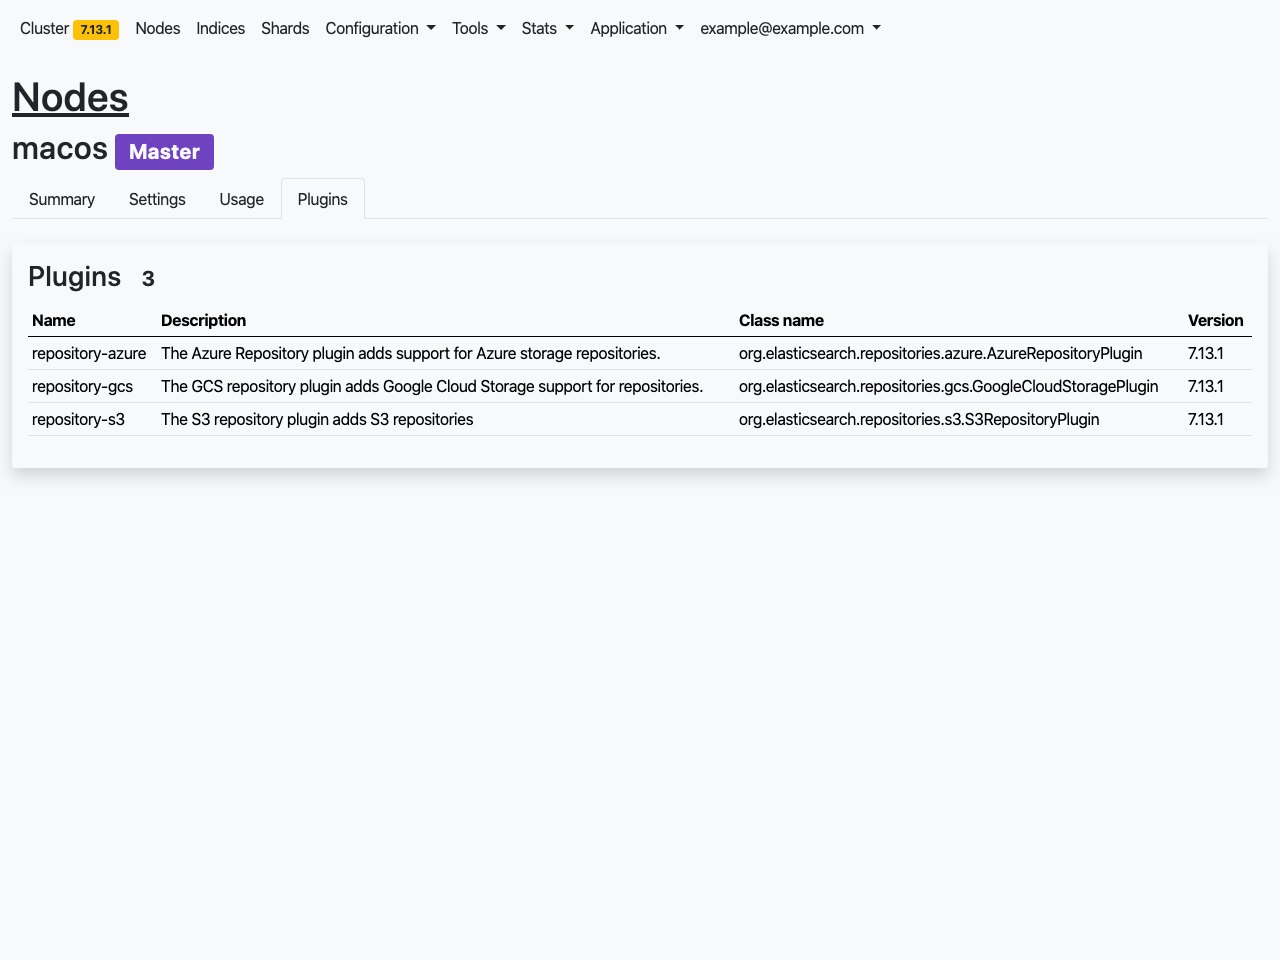 Cluster 7.13.1 Nodes Indices Shards Configuration Tools Stats Application example@example.com
Nodes
macos Master
Summary Settings Usage Plugins
Plugins 3
Name Description Class name Version
repository-azure The Azure Repository plugin adds support for Azure storage repositories. org.elasticsearch.repositories.azure.AzureRepositoryPlugin 7.13.1
repository-gcs The GCS repository plugin adds Google Cloud Storage support for repositories. org.elasticsearch.repositories.gcs.GoogleCloudStoragePlugin 7.13.1
repository-s3 The S3 repository plugin adds S3 repositories org.elasticsearch.repositories.s3.S3RepositoryPlugin 7.13.1